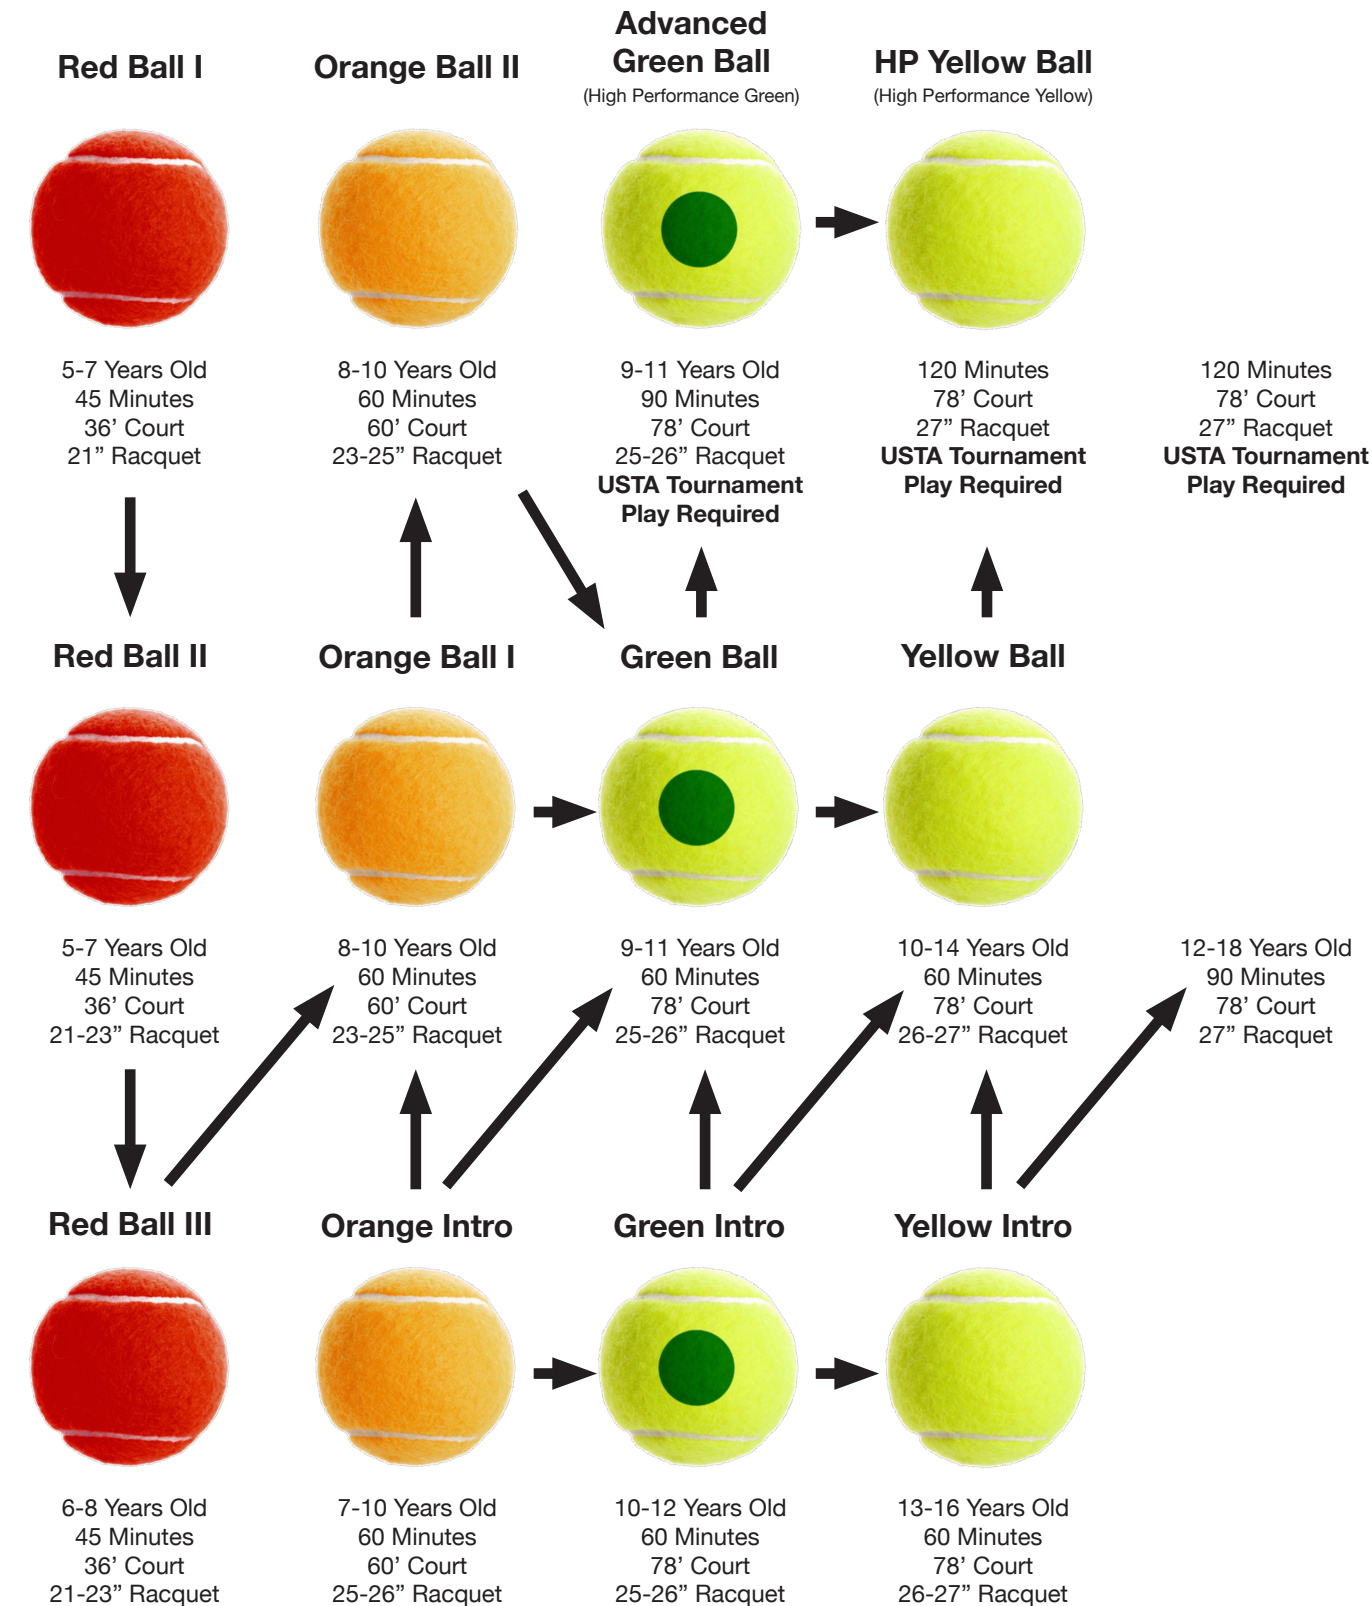 Red Ball I
Orange Ball II
Advanced
Green Ball
(High Performance Green)
HP Yellow Ball
(High Performance Yellow)
5-7 Years Old
45 Minutes
36’ Court
21” Racquet
8-10 Years Old
60 Minutes
60’ Court
23-25” Racquet
9-11 Years Old
90 Minutes
78’ Court
25-26” Racquet
USTA Tournament
Play Required
120 Minutes
78’ Court
27” Racquet
USTA Tournament
Play Required
120 Minutes
78’ Court
27” Racquet
USTA Tournament
Play Required
Red Ball II
Orange Ball I
Green Ball
Yellow Ball
5-7 Years Old
45 Minutes
36’ Court
21-23” Racquet
8-10 Years Old
60 Minutes
60’ Court
23-25” Racquet
9-11 Years Old
60 Minutes
78’ Court
25-26” Racquet
10-14 Years Old
60 Minutes
78’ Court
26-27” Racquet
12-18 Years Old
90 Minutes
78’ Court
27” Racquet
Red Ball III
Orange Intro
Green Intro
Yellow Intro
6-8 Years Old
45 Minutes
36’ Court
21-23” Racquet
7-10 Years Old
60 Minutes
60’ Court
25-26” Racquet
10-12 Years Old
60 Minutes
78’ Court
25-26” Racquet
13-16 Years Old
60 Minutes
78’ Court
26-27” Racquet